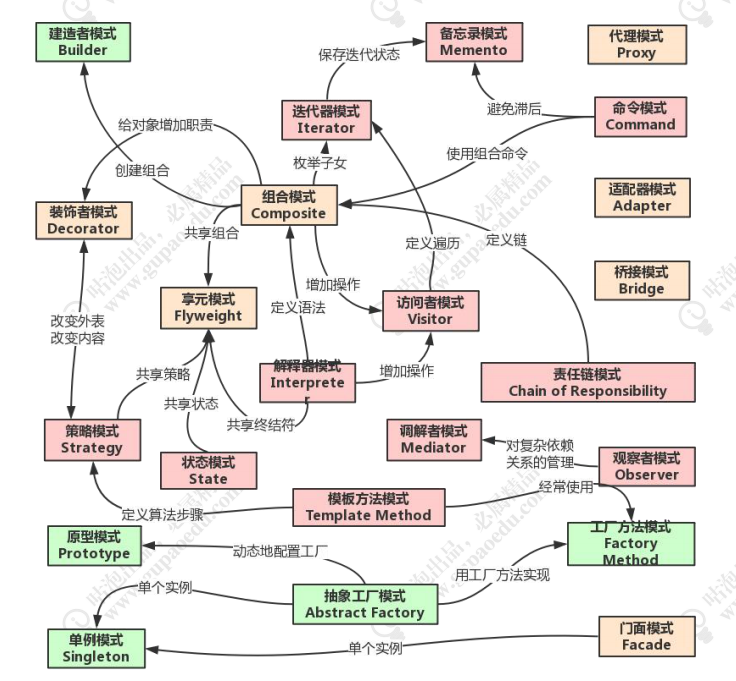 建造者模式
Builder
备忘录模式
Memento
代理模式
Proxy
保存迭代状态
迭代器模式
Iterator
避免滞后
命令模式
Command
给对象增加职责
创建组合
枚举子女
使用组合命令
装饰者模式
Decorator
组合模式
Composite
适配器模式
Adapter
共享组合
定义遍历
定义链
桥接模式
Bridge
享元模式
Flyweight
增加操作
定义语法
访问者模式
Visitor
改变外表
改变内容
共享策略
解释器模式
Interprete
r
增加操作
责任链模式
Chain of Responsibility
共享状态
共享终结符
策略模式
Strategy
状态模式
State
调解者模式
Mediator
对复杂依赖
关系的管理
观察者模式
Observer
定义算法步骤
模板方法模式
Template Method
经常使用
原型模式
Prototype
动态地配置工厂
工厂方法模式
Factory
Method
用工厂方法实现
单个实例
抽象工厂模式
Abstract Factory
单例模式
Singleton
单个实例
门面模式
Facade
咕泡出品，必属精品
www.gupaoedu.com